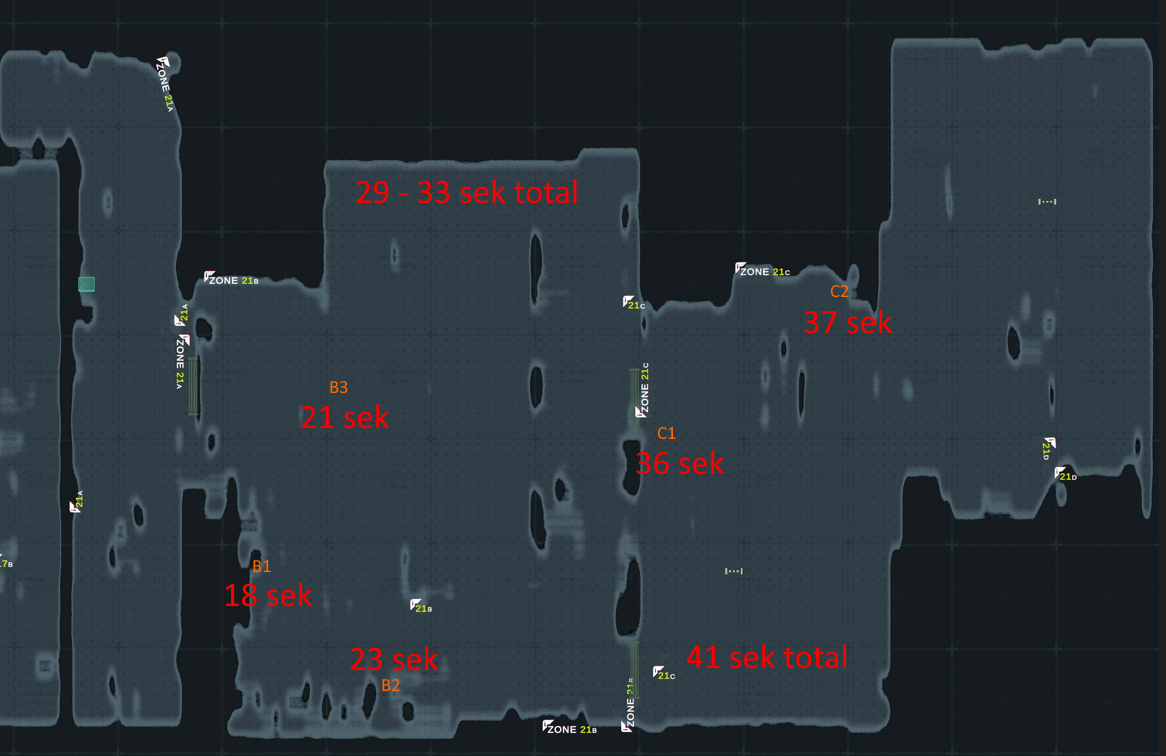 ZONE 21A
29 - 33 sek total
ZONE 21C
ZONE 21B
C2
21C
21A
37 sek
ZONE 21A
B3
ZONE 21C
21 sek
C1
21D
36 sek
21D
21A
B1
7B
18 sek
21B
23 sek
41 sek total
21C
B2
ZONE 21B
ZONE 21B